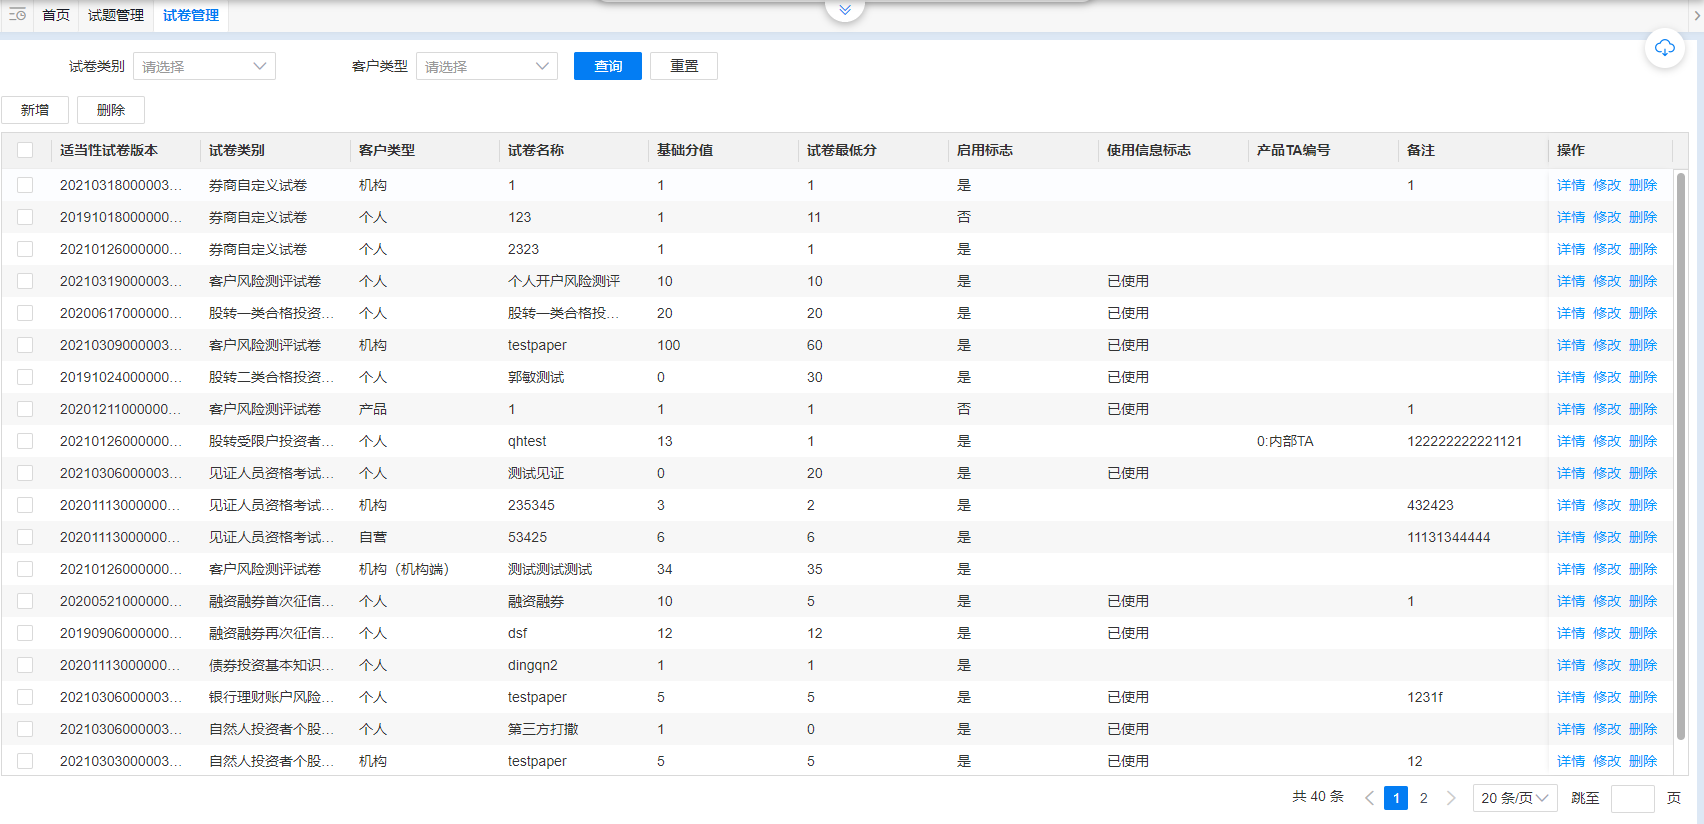 首页 试题管理 试卷管理
试卷类别 请选择 客户类型 请选择 查询 重置
新增 删除
适当性试卷版本 试卷类别 客户类型 试卷名称 基础分值 试卷最低分 启用标志 使用信息标志 产品TA编号 备注 操作
20210318000003... 券商自定义试卷 机构 1 1 1 是 1 详情 修改 删除
20191018000000... 券商自定义试卷 个人 123 1 11 否 详情 修改 删除
20210126000000... 券商自定义试卷 个人 2323 1 1 是 详情 修改 删除
20210319000003... 客户风险测评试卷 个人 个人开户风险测评 10 10 是 已使用 详情 修改 删除
20200617000000... 股转一类合格投资... 个人 股转一类合格投... 20 20 是 已使用 详情 修改 删除
20210309000003... 客户风险测评试卷 机构 testpaper 100 60 是 已使用 详情 修改 删除
20191024000000... 股转二类合格投资... 个人 郭敏测试 0 30 是 已使用 详情 修改 删除
20201211000000... 客户风险测评试卷 产品 1 1 1 否 已使用 1 详情 修改 删除
20210126000000... 股转受限户投资者... 个人 qhtest 13 1 是 0:内部TA 122222222221121 详情 修改 删除
20210306000003... 见证人员资格考试... 个人 测试见证 0 20 是 已使用 详情 修改 删除
20201113000000... 见证人员资格考试... 机构 235345 3 2 是 432423 详情 修改 删除
20201113000000... 见证人员资格考试... 自营 53425 6 6 是 11131344444 详情 修改 删除
20210126000000... 客户风险测评试卷 机构（机构端） 测试测试测试 34 35 是 详情 修改 删除
20200521000000... 融资融券首次征信... 个人 融资融券 10 5 是 已使用 1 详情 修改 删除
20190906000000... 融资融券再次征信... 个人 dsf 12 12 是 已使用 详情 修改 删除
20201113000000... 债券投资基本知识... 个人 dingqn2 1 1 是 详情 修改 删除
20210306000003... 银行理财账户风险... 个人 testpaper 5 5 是 已使用 1231f 详情 修改 删除
20210306000003... 自然人投资者个股... 个人 第三方打撒 1 0 是 已使用 详情 修改 删除
20210303000003... 自然人投资者个股... 机构 testpaper 5 5 是 已使用 12 详情 修改 删除
共 40 条 1 2 20 条/页 跳至 页